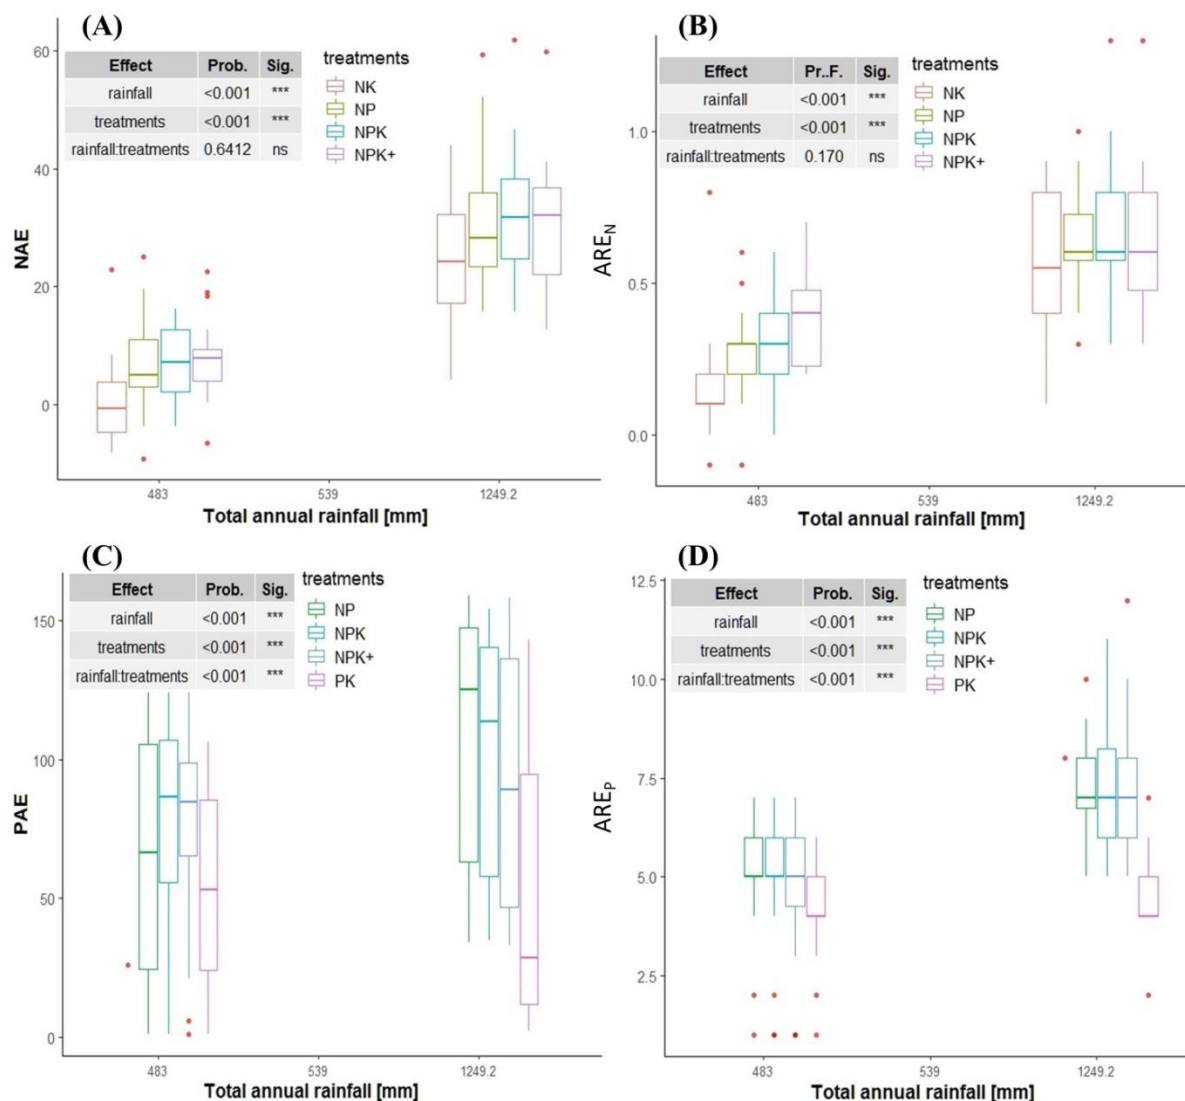 (A)
NAE
60
40
20
0
Effect Prob. Sig.
rainfall <0.001 ***
treatments <0.001 ***
rainfall:treatments 0.6412 ns
treatments
NK
NP
NPK
NPK+
483 539 1249.2
Total annual rainfall [mm]
(B)
ARE_N
1.0
0.5
0.0
Effect Pr..F. Sig.
rainfall <0.001 ***
treatments <0.001 ***
rainfall:treatments 0.170 ns
treatments
NK
NP
NPK
NPK+
483 539 1249.2
Total annual rainfall [mm]
(C)
PAE
150
100
50
0
Effect Prob. Sig.
rainfall <0.001 ***
treatments <0.001 ***
rainfall:treatments <0.001 ***
treatments
NP
NPK
NPK+
PK
483 539 1249.2
Total annual rainfall [mm]
(D)
ARE_P
12.5
10.0
7.5
5.0
2.5
Effect Prob. Sig.
rainfall <0.001 ***
treatments <0.001 ***
rainfall:treatments <0.001 ***
treatments
NP
NPK
NPK+
PK
483 539 1249.2
Total annual rainfall [mm]